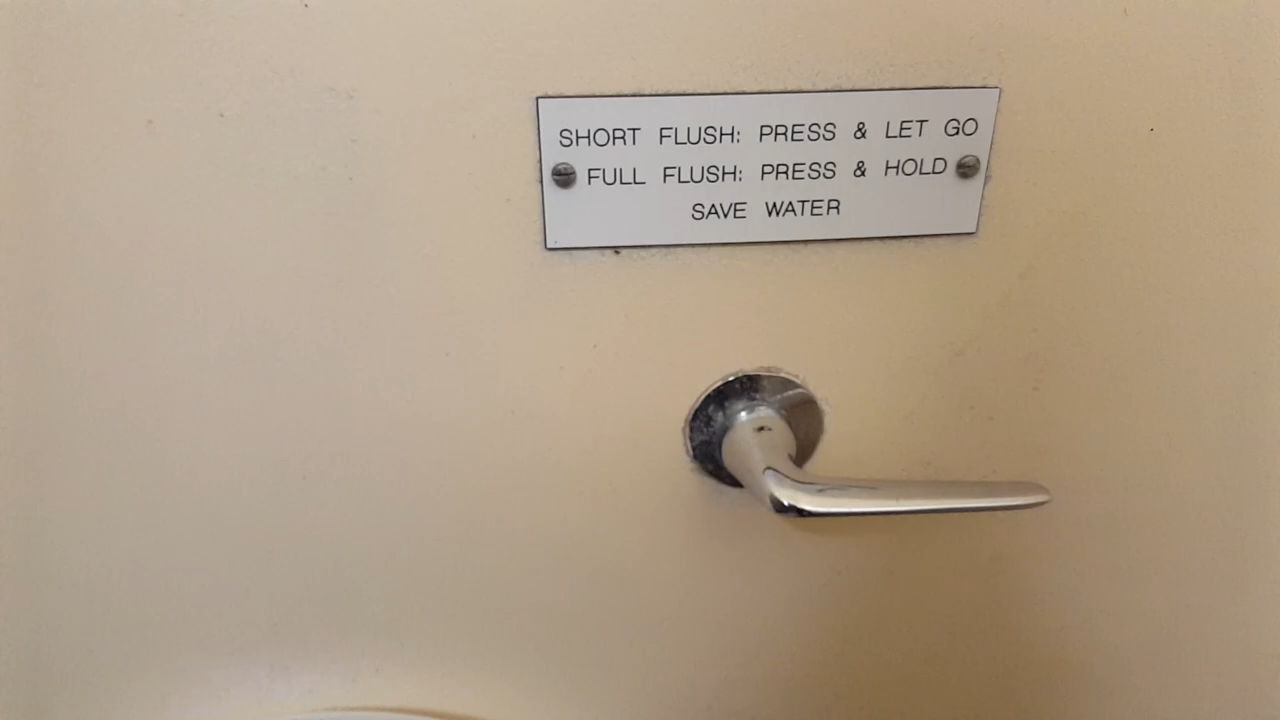 SHORT FLUSH: PRESS & LET GO
FULL FLUSH: PRESS & HOLD
SAVE WATER